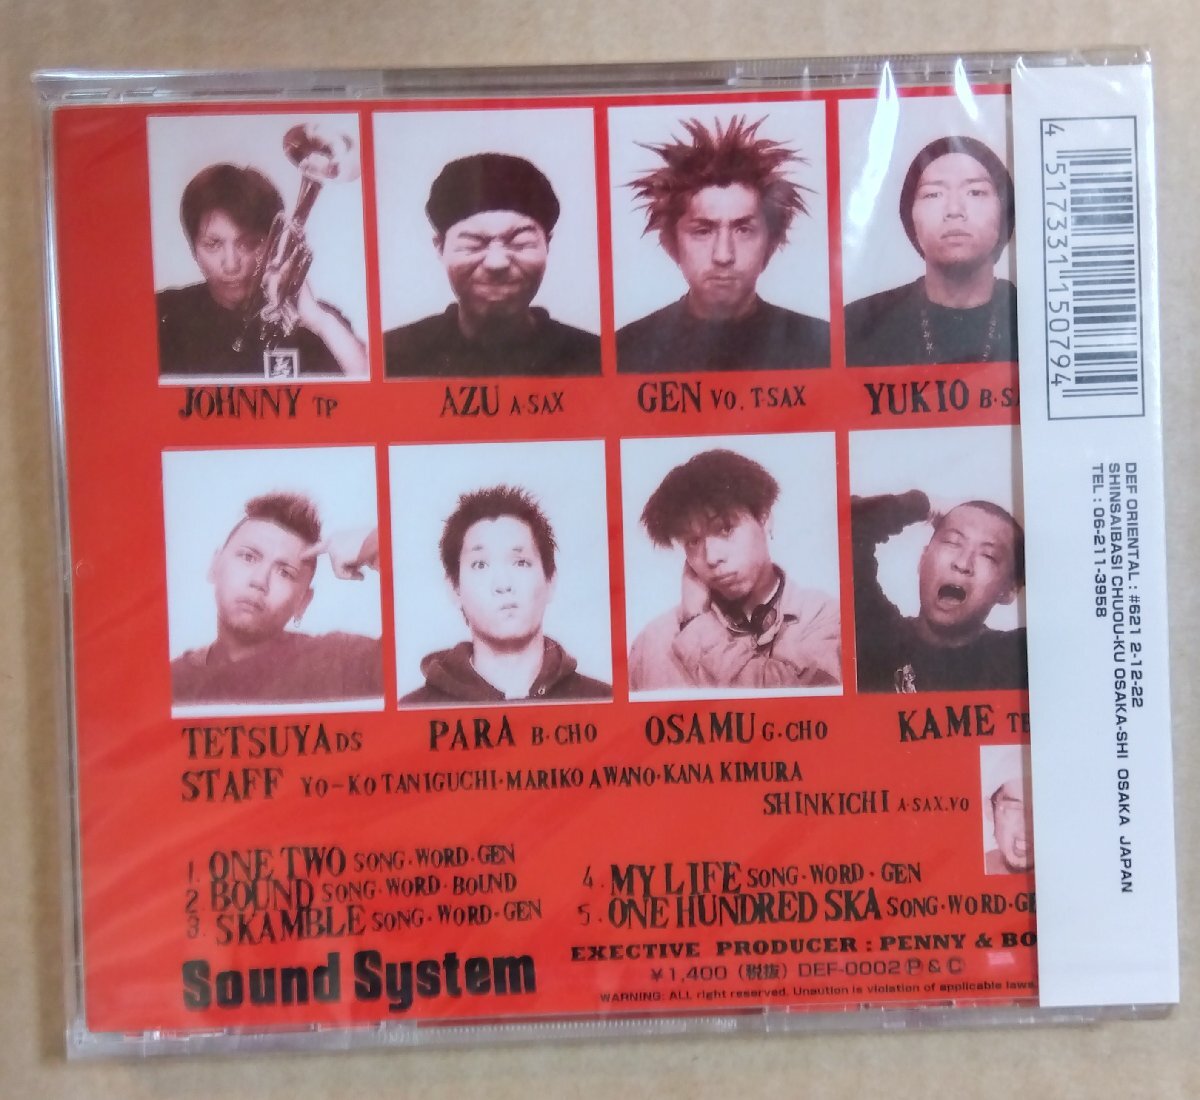 JOHNNY TP
AZU A·SAX
GEN VO. T·SAX
YUKIO B·S
TETSUYA DS
PARA B·CHO
OSAMU G·CHO
KAME
STAFF YO-KO TANIGUCHI·MARIKO AWANO·KANA KIMURA
SHINKICHI A·SAX.VO
1. ONE TWO SONG·WORD·GEN
2. BOUND SONG·WORD·BOUND
3. SKAMBLE SONG·WORD·GEN
4. MY LIFE SONG·WORD·GEN
5. ONE HUNDRED SKA SONG·WORD·GE
Sound System
EXECTIVE PRODUCER : PENNY & BO
¥1,400 (税抜) DEF-0002 Ⓟ & Ⓒ
WARNING: ALL right reserved. Unaution is violation of applicable laws.
4 517331 150794
DEF ORIENTAL : #621 2-12-22
SHINSAIBASI CHUOU-KU OSAKA-SHI OSAKA JAPAN
TEL : 06-211-3958